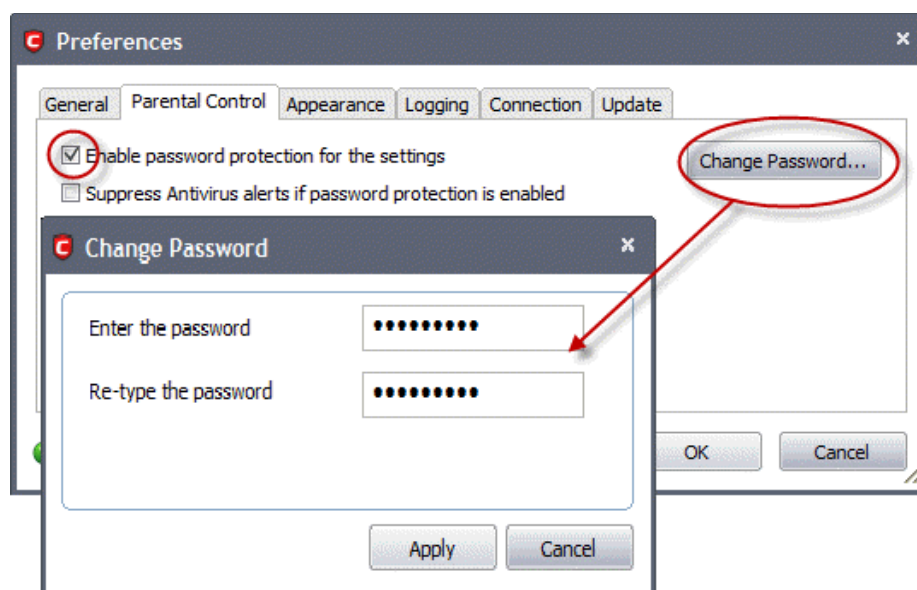 Preferences
General Parental Control Appearance Logging Connection Update
Enable password protection for the settings
Change Password...
Suppress Antivirus alerts if password protection is enabled
Change Password
Enter the password
•••••••••
Re-type the password
•••••••••
OK Cancel
Apply Cancel